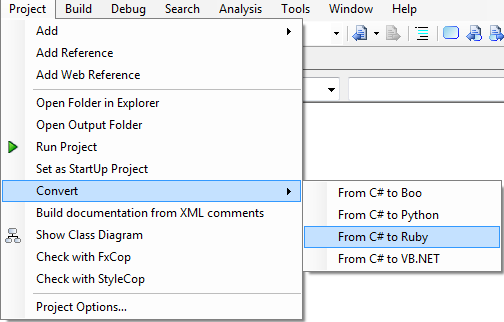 Project Build Debug Search Analysis Tools Window Help
Add
Add Reference
Add Web Reference
Open Folder in Explorer
Open Output Folder
Run Project
Set as StartUp Project
Convert
Build documentation from XML comments
Show Class Diagram
Check with FxCop
Check with StyleCop
Project Options...
From C# to Boo
From C# to Python
From C# to Ruby
From C# to VB.NET